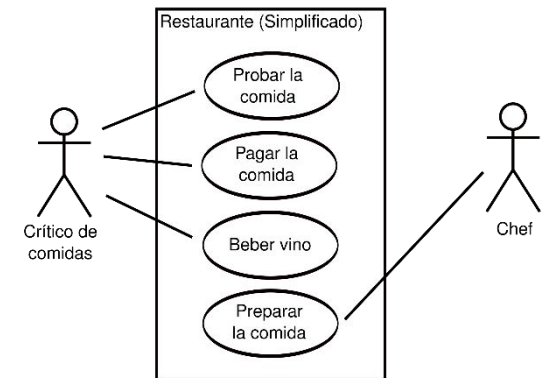 Restaurante (Simplificado)
Probar la
comida
Pagar la
comida
Beber vino
Preparar
la comida
Crítico de
comidas
Chef